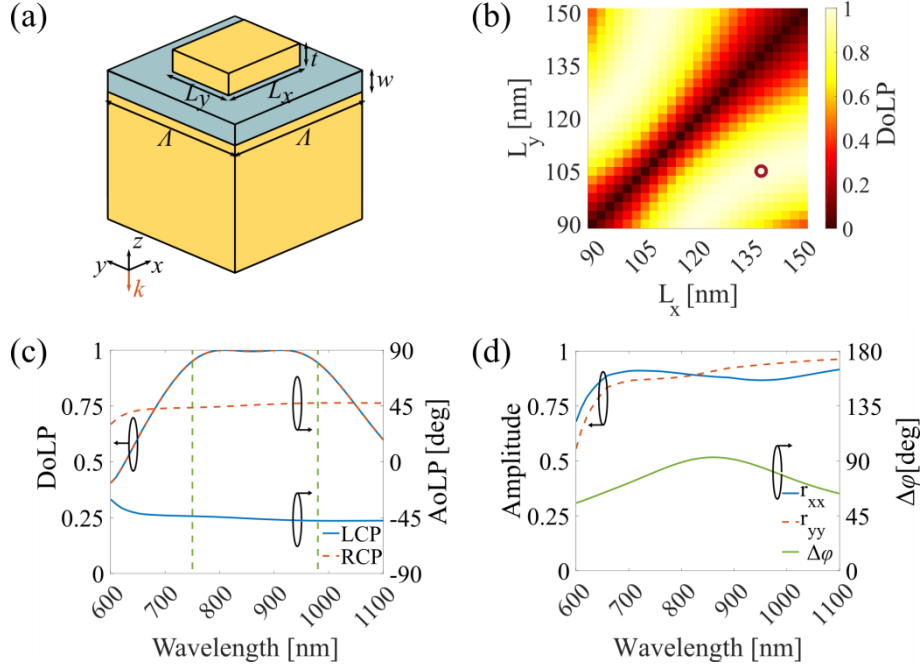 (a)
t
w
L_y
L_x
Λ
Λ
z
y
x
k
(b)
150
135
120
105
90
L_y [nm]
90
105
120
135
150
L_x [nm]
1
0.8
0.6
0.4
0.2
0
DoLP
(c)
1
0.75
0.5
0.25
0
DoLP
90
45
0
-45
-90
AoLP [deg]
LCP
RCP
600
700
800
900
1000
1100
Wavelength [nm]
(d)
1
0.75
0.5
0.25
0
Amplitude
180
135
90
45
0
Δφ[deg]
r_xx
r_yy
Δφ
600
700
800
900
1000
1100
Wavelength [nm]